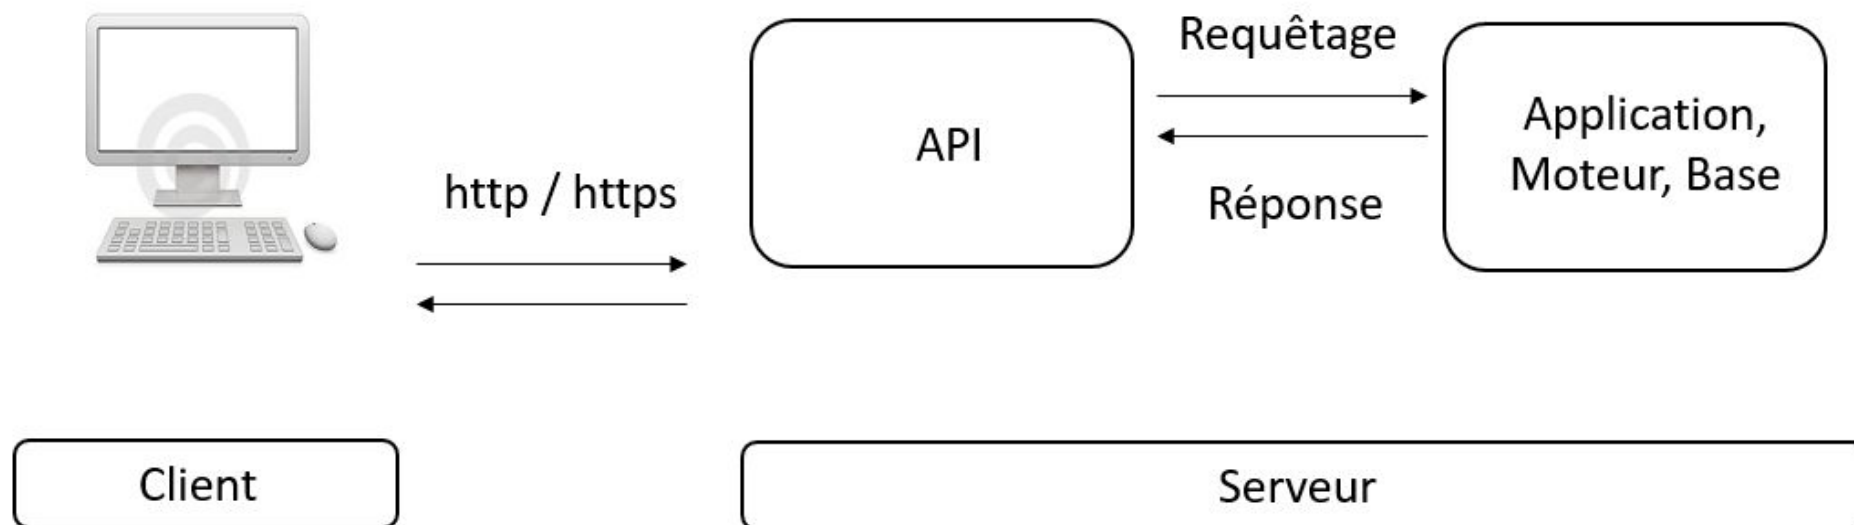 Requêtage
API
Application,
Moteur, Base
http / https
Réponse
Client
Serveur